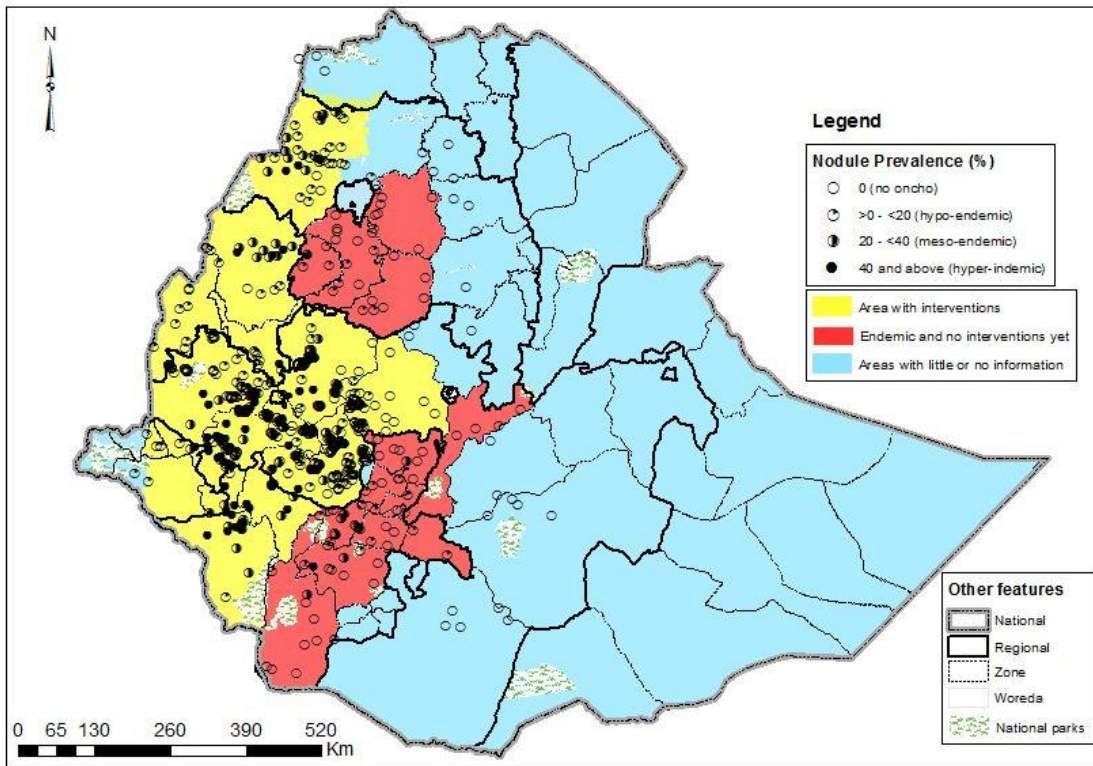 N
Legend
Nodule Prevalence (%)
0 (no oncho)
>0 - <20 (hypo-endemic)
20 - <40 (meso-endemic)
40 and above (hyper-indemic)
Area with interventions
Endemic and no interventions yet
Areas with little or no information
Other features
National
Regional
Zone
Woreda
National parks
0 65 130 260 390 520
Km